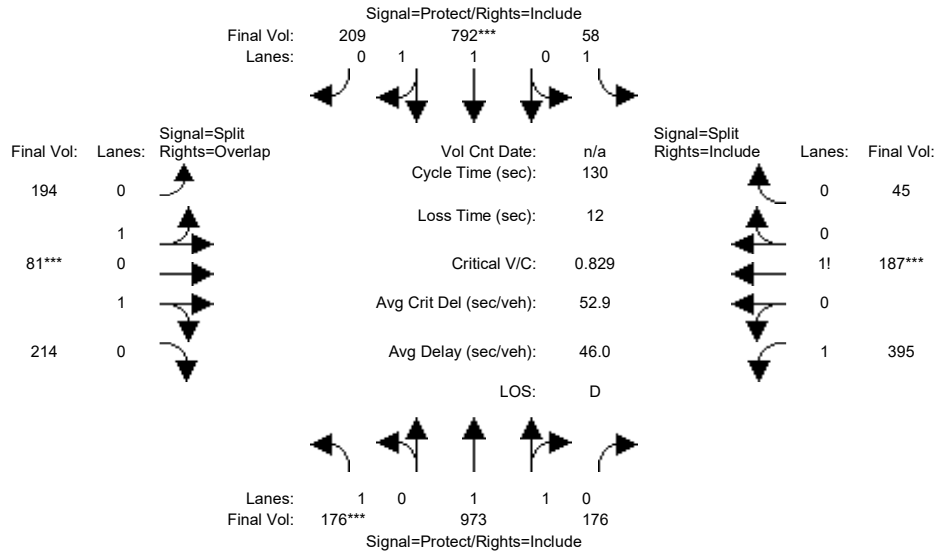 Signal=Protect/Rights=Include
Final Vol: 209 792*** 58
Lanes: 0 1 1 0 1
Signal=Split
Final Vol: Lanes: Rights=Overlap
Vol Cnt Date: n/a
Signal=Split
Rights=Include Lanes: Final Vol:
Cycle Time (sec): 130
194 0
0 45
Loss Time (sec): 12
1
0
81*** 0
Critical V/C: 0.829
1! 187***
1
Avg Crit Del (sec/veh): 52.9
0
214 0
Avg Delay (sec/veh): 46.0
1 395
LOS: D
Lanes: 1 0 1 1 0
Final Vol: 176*** 973 176
Signal=Protect/Rights=Include